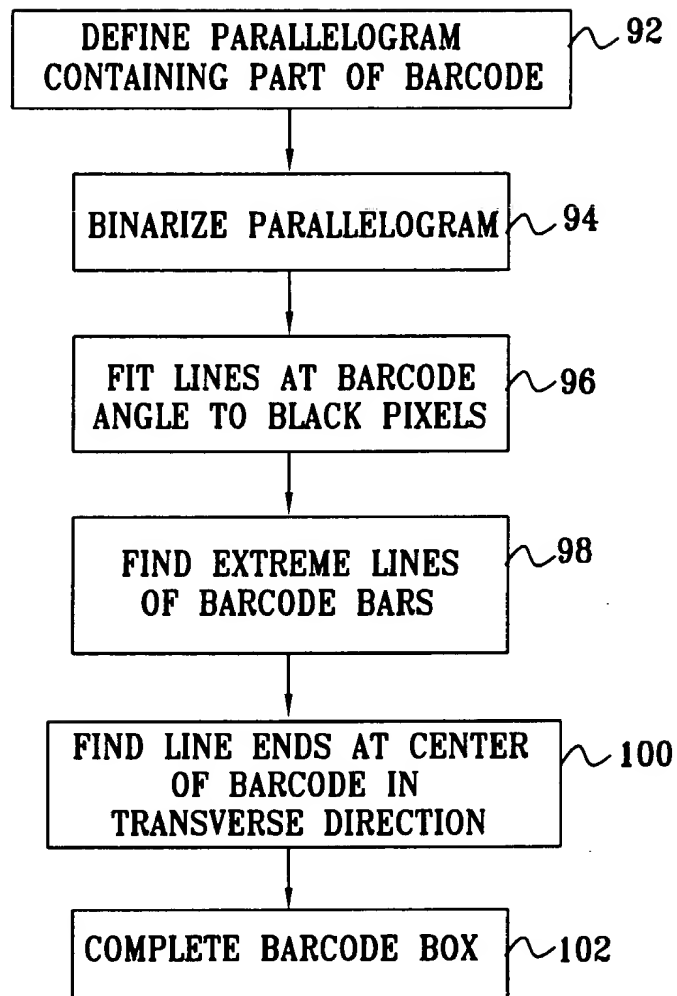 DEFINE PARALLELOGRAM
CONTAINING PART OF BARCODE
92
BINARIZE PARALLELOGRAM
94
FIT LINES AT BARCODE
ANGLE TO BLACK PIXELS
96
FIND EXTREME LINES
OF BARCODE BARS
98
FIND LINE ENDS AT CENTER
OF BARCODE IN
TRANSVERSE DIRECTION
100
COMPLETE BARCODE BOX
102